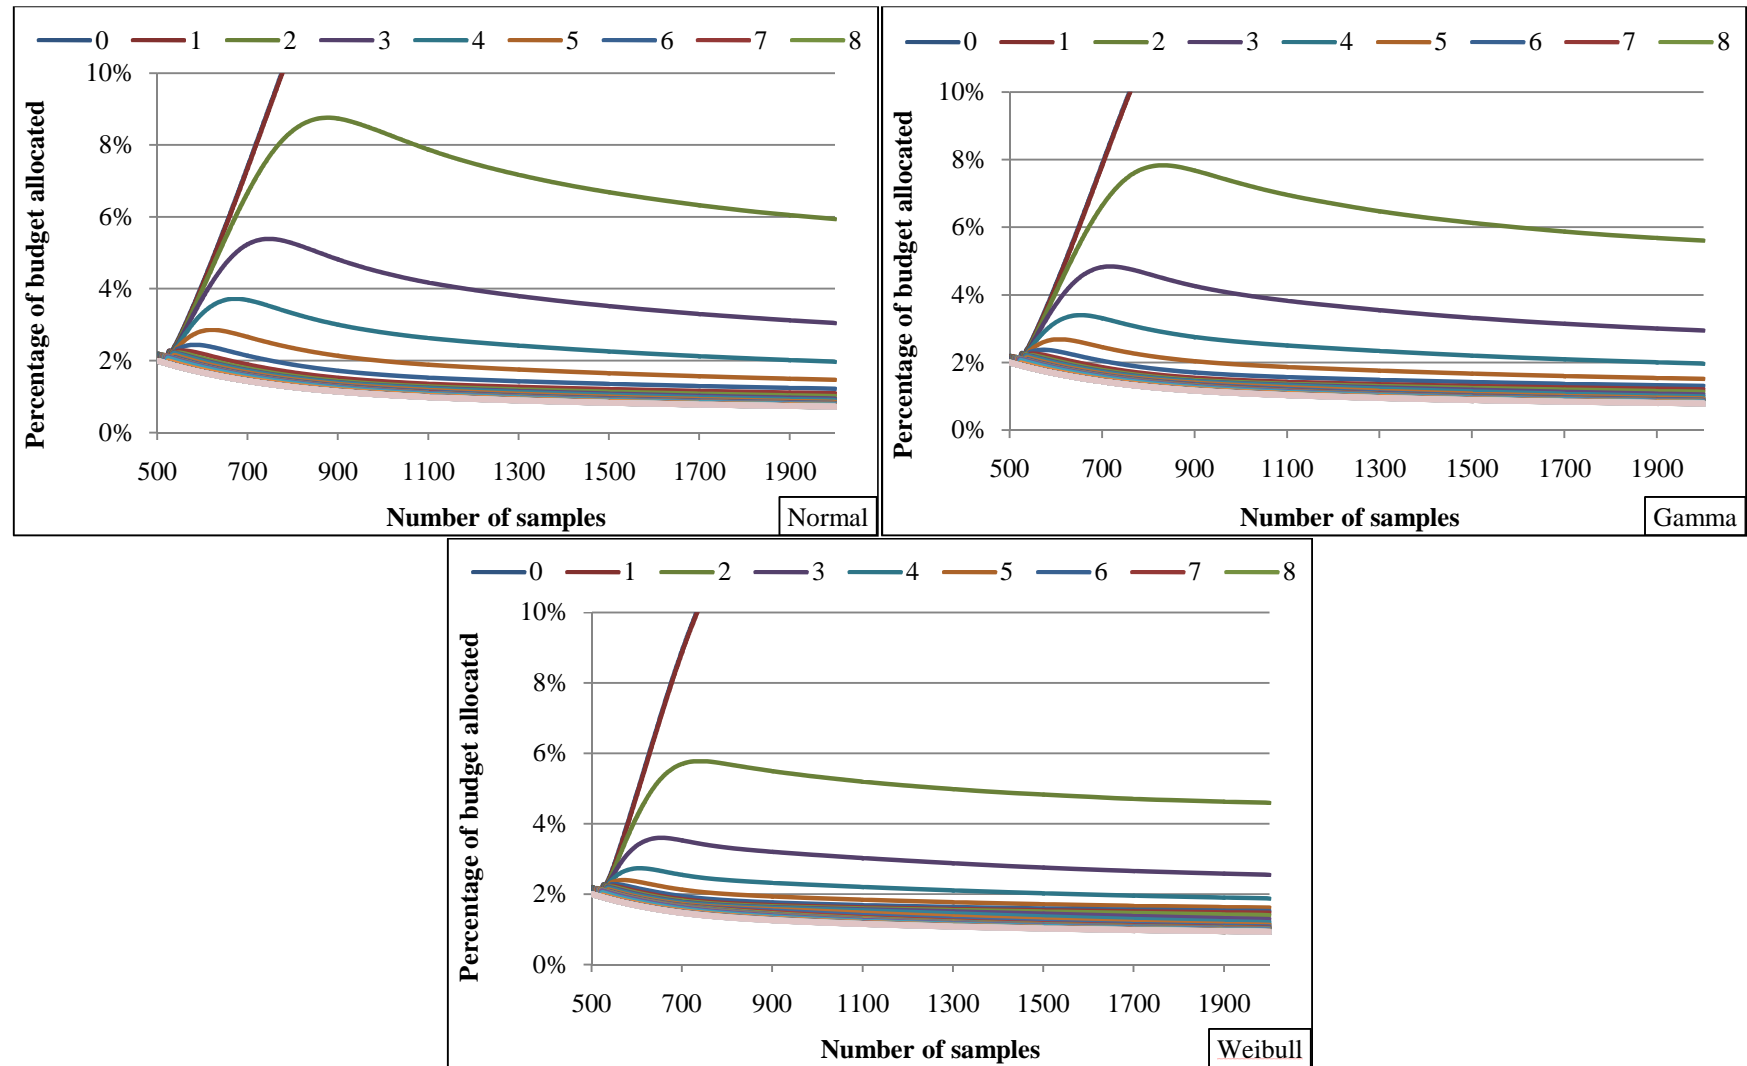 0 1 2 3 4 5 6 7 8
Percentage of budget allocated
10%
8%
6%
4%
2%
0%
500 700 900 1100 1300 1500 1700 1900
Number of samples
Normal
0 1 2 3 4 5 6 7 8
Percentage of budget allocated
10%
8%
6%
4%
2%
0%
500 700 900 1100 1300 1500 1700 1900
Number of samples
Gamma
0 1 2 3 4 5 6 7 8
Percentage of budget allocated
10%
8%
6%
4%
2%
0%
500 700 900 1100 1300 1500 1700 1900
Number of samples
Weibull